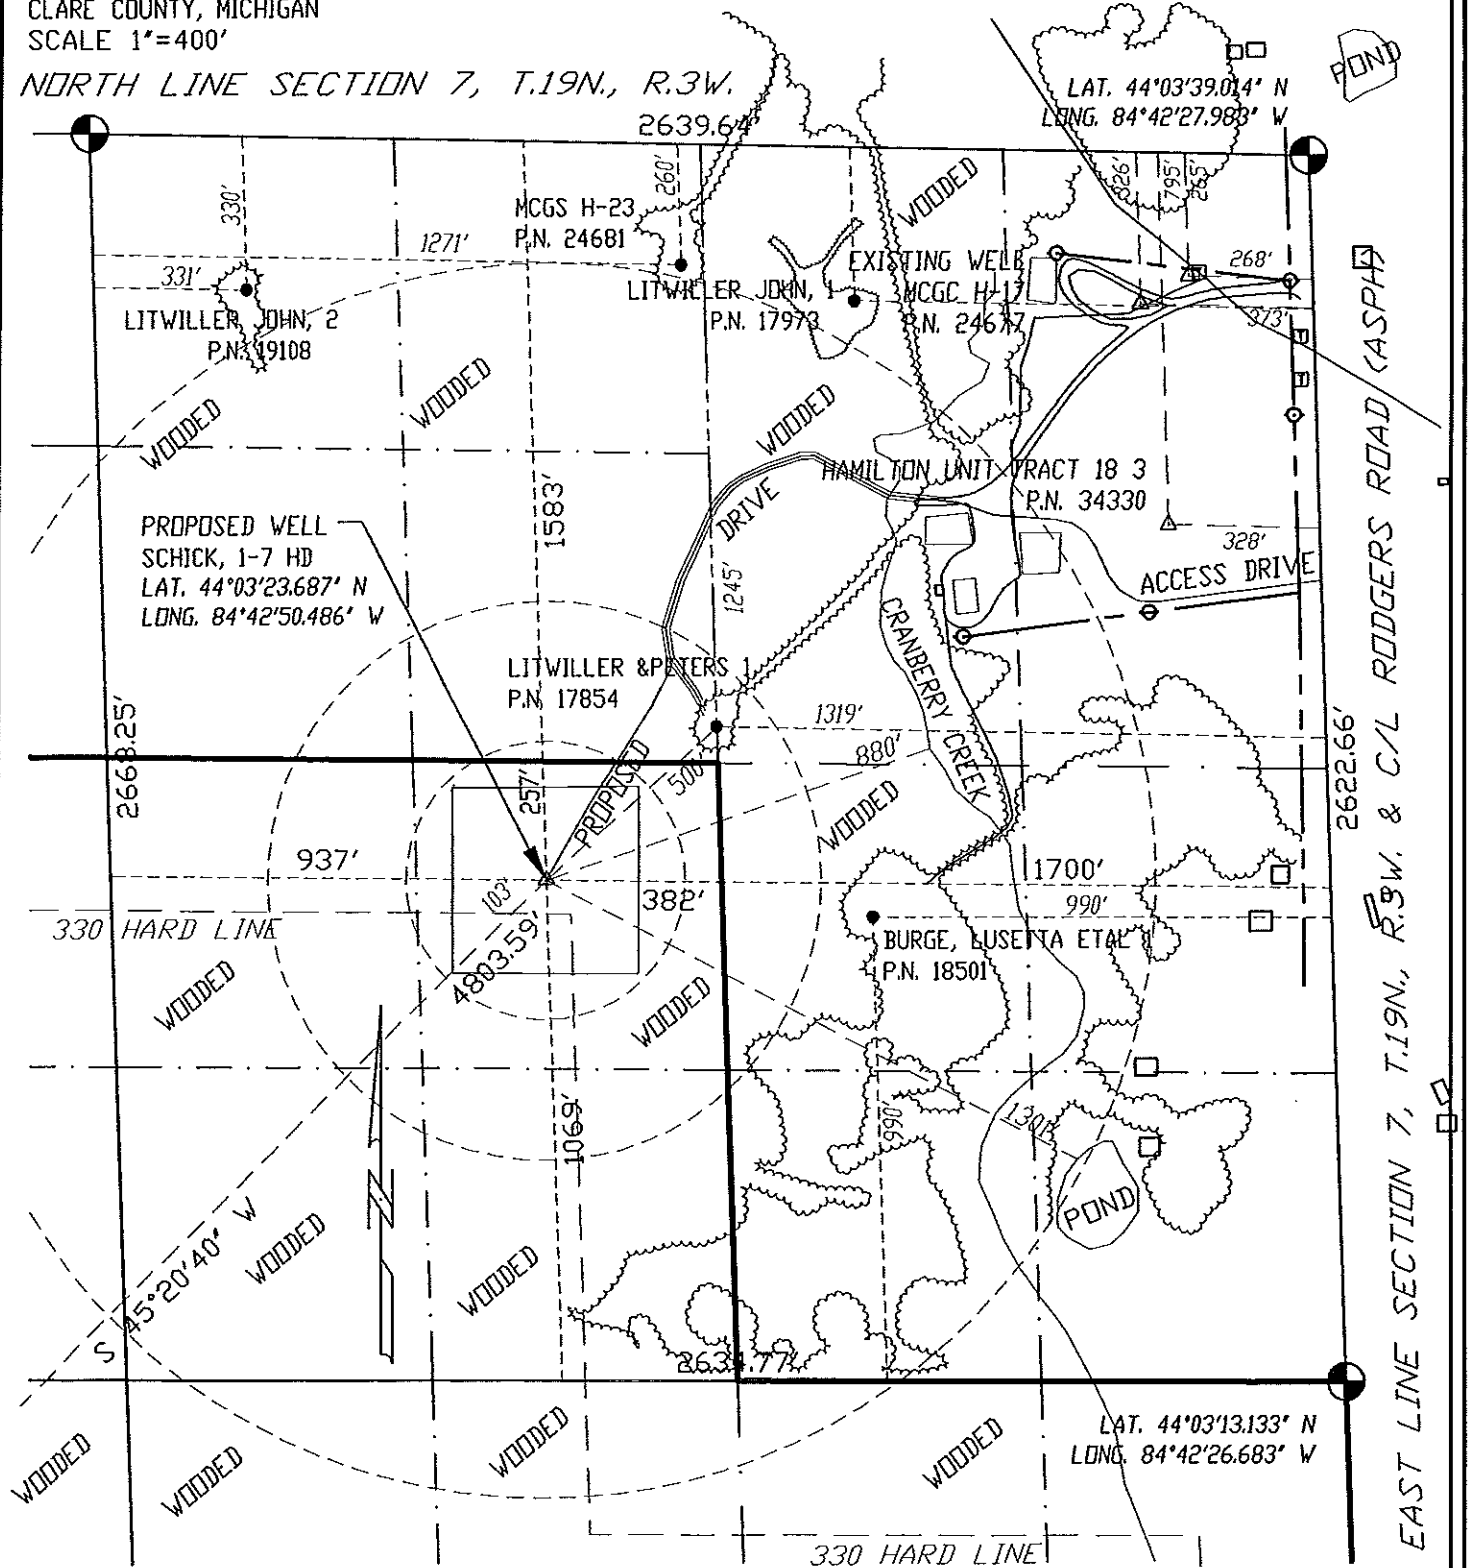 CLARE COUNTY, MICHIGAN
SCALE 1"=400'
NORTH LINE SECTION 7, T.19N., R.3W.
2639.64'
LAT. 44°03'39.014" N
LONG. 84°42'27.983" W
POND
330'
260'
326'
795'
265'
WOODED
MCGS H-23
P.N. 24681
1271'
331'
LITWILLER JOHN, 2
P.N. 19108
LITWILLER JOHN, 1
P.N. 17973
EXISTING WELL
MCGC H-17
P.N. 24677
268'
373'
WOODED
WOODED
WOODED
HAMILTON UNIT TRACT 18 3
P.N. 34330
PROPOSED WELL
SCHICK, 1-7 HD
LAT. 44°03'23.687" N
LONG. 84°42'50.486" W
1583'
DRIVE
1245'
328'
ACCESS DRIVE
CRANBERRY CREEK
LITWILLER &PETERS 1
P.N. 17854
1319'
880'
500'
PROPOSED
257'
WOODED
2622.66'
937'
382'
1700'
990'
103'
330 HARD LINE
4803.59'
BURGE, LUSETTA ETAL 1
P.N. 18501
WOODED
WOODED
1069'
990'
1301'
POND
S 45°20'40" W
WOODED
WOODED
2634.77'
LAT. 44°03'13.133" N
LONG. 84°42'26.683" W
WOODED
WOODED
WOODED
WOODED
330 HARD LINE
EAST LINE SECTION 7, T.19N., R.3W. & C/L RODGERS ROAD (ASPH)